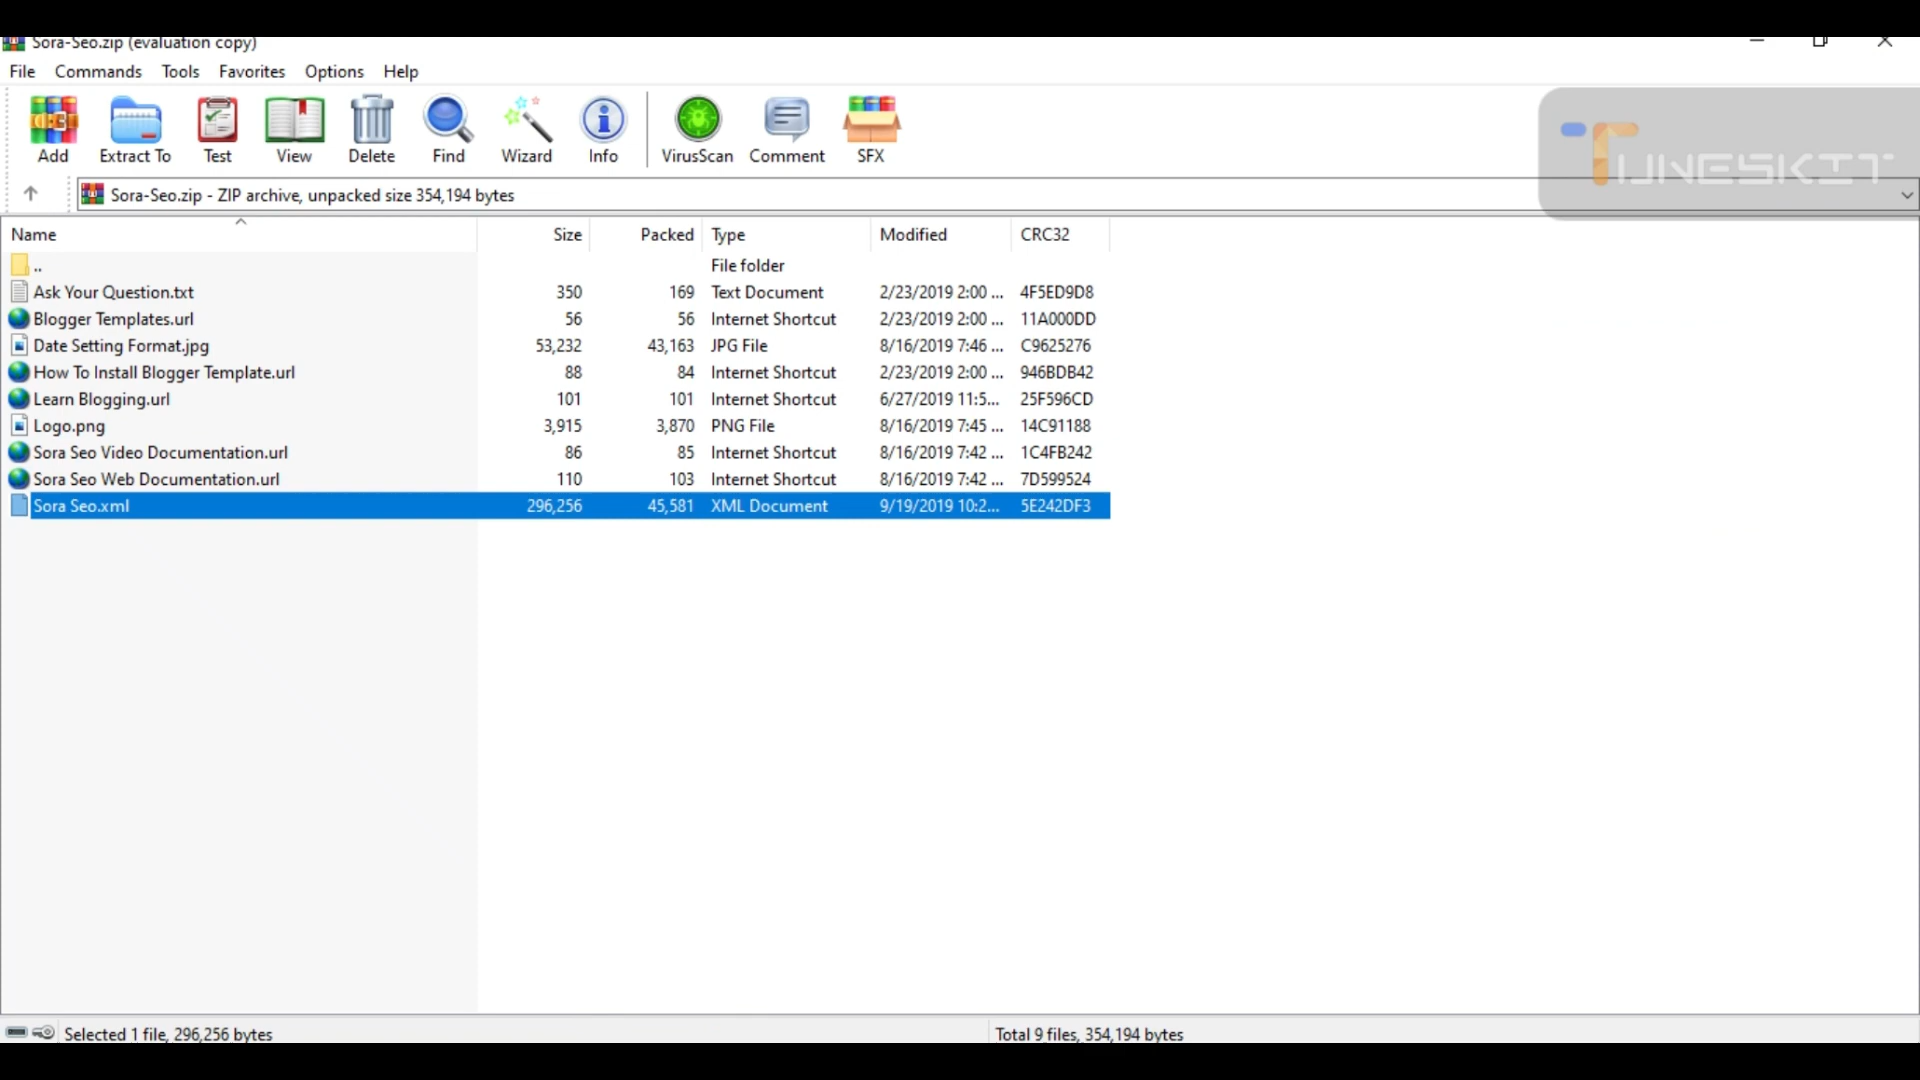 Sora-Seo.zip (evaluation copy)
File Commands Tools Favorites Options Help
Add Extract To Test View Delete Find Wizard Info VirusScan Comment SFX
TUNESKIT
Sora-Seo.zip - ZIP archive, unpacked size 354,194 bytes
Name Size Packed Type Modified CRC32
.. File folder
Ask Your Question.txt 350 169 Text Document 2/23/2019 2:00 ... 4F5ED9D8
Blogger Templates.url 56 56 Internet Shortcut 2/23/2019 2:00 ... 11A000DD
Date Setting Format.jpg 53,232 43,163 JPG File 8/16/2019 7:46 ... C9625276
How To Install Blogger Template.url 88 84 Internet Shortcut 2/23/2019 2:00 ... 946BDB42
Learn Blogging.url 101 101 Internet Shortcut 6/27/2019 11:5... 25F596CD
Logo.png 3,915 3,870 PNG File 8/16/2019 7:45 ... 14C91188
Sora Seo Video Documentation.url 86 85 Internet Shortcut 8/16/2019 7:42 ... 1C4FB242
Sora Seo Web Documentation.url 110 103 Internet Shortcut 8/16/2019 7:42 ... 7D599524
Sora Seo.xml 296,256 45,581 XML Document 9/19/2019 10:2... 5E242DF3
Selected 1 file, 296,256 bytes Total 9 files, 354,194 bytes